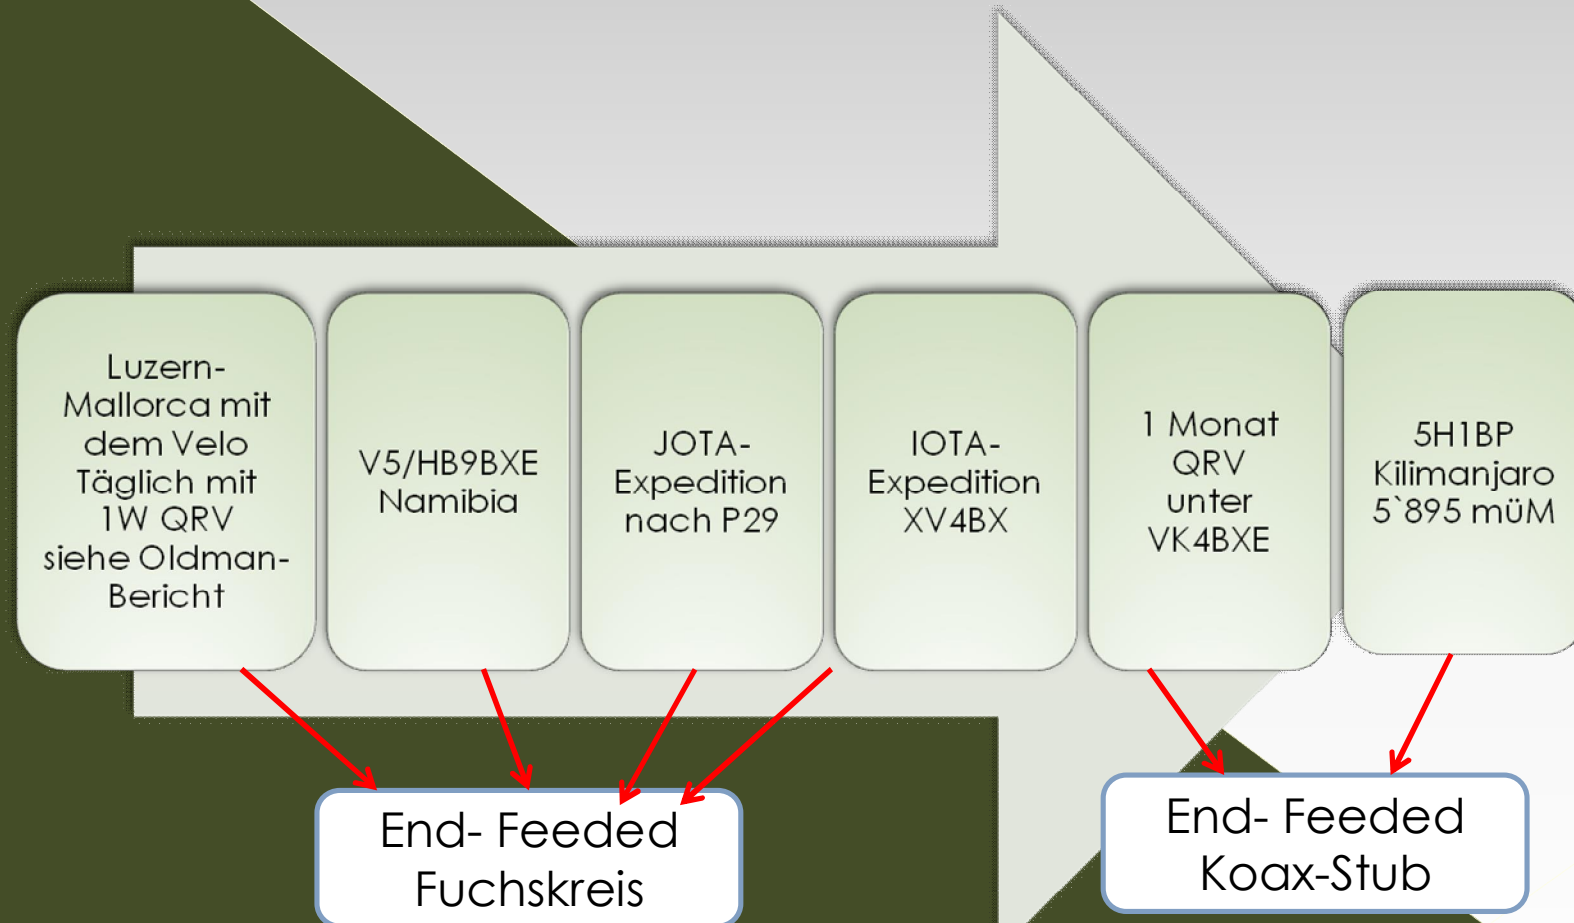 Luzern-
Mallorca mit
dem Velo
Täglich mit
1W QRV
siehe Oldman-
Bericht
V5/HB9BXE
Namibia
JOTA-
Expedition
nach P29
IOTA-
Expedition
XV4BX
1 Monat
QRV
unter
VK4BXE
5H1BP
Kilimanjaro
5`895 müM
End- Feeded
Fuchskreis
End- Feeded
Koax-Stub